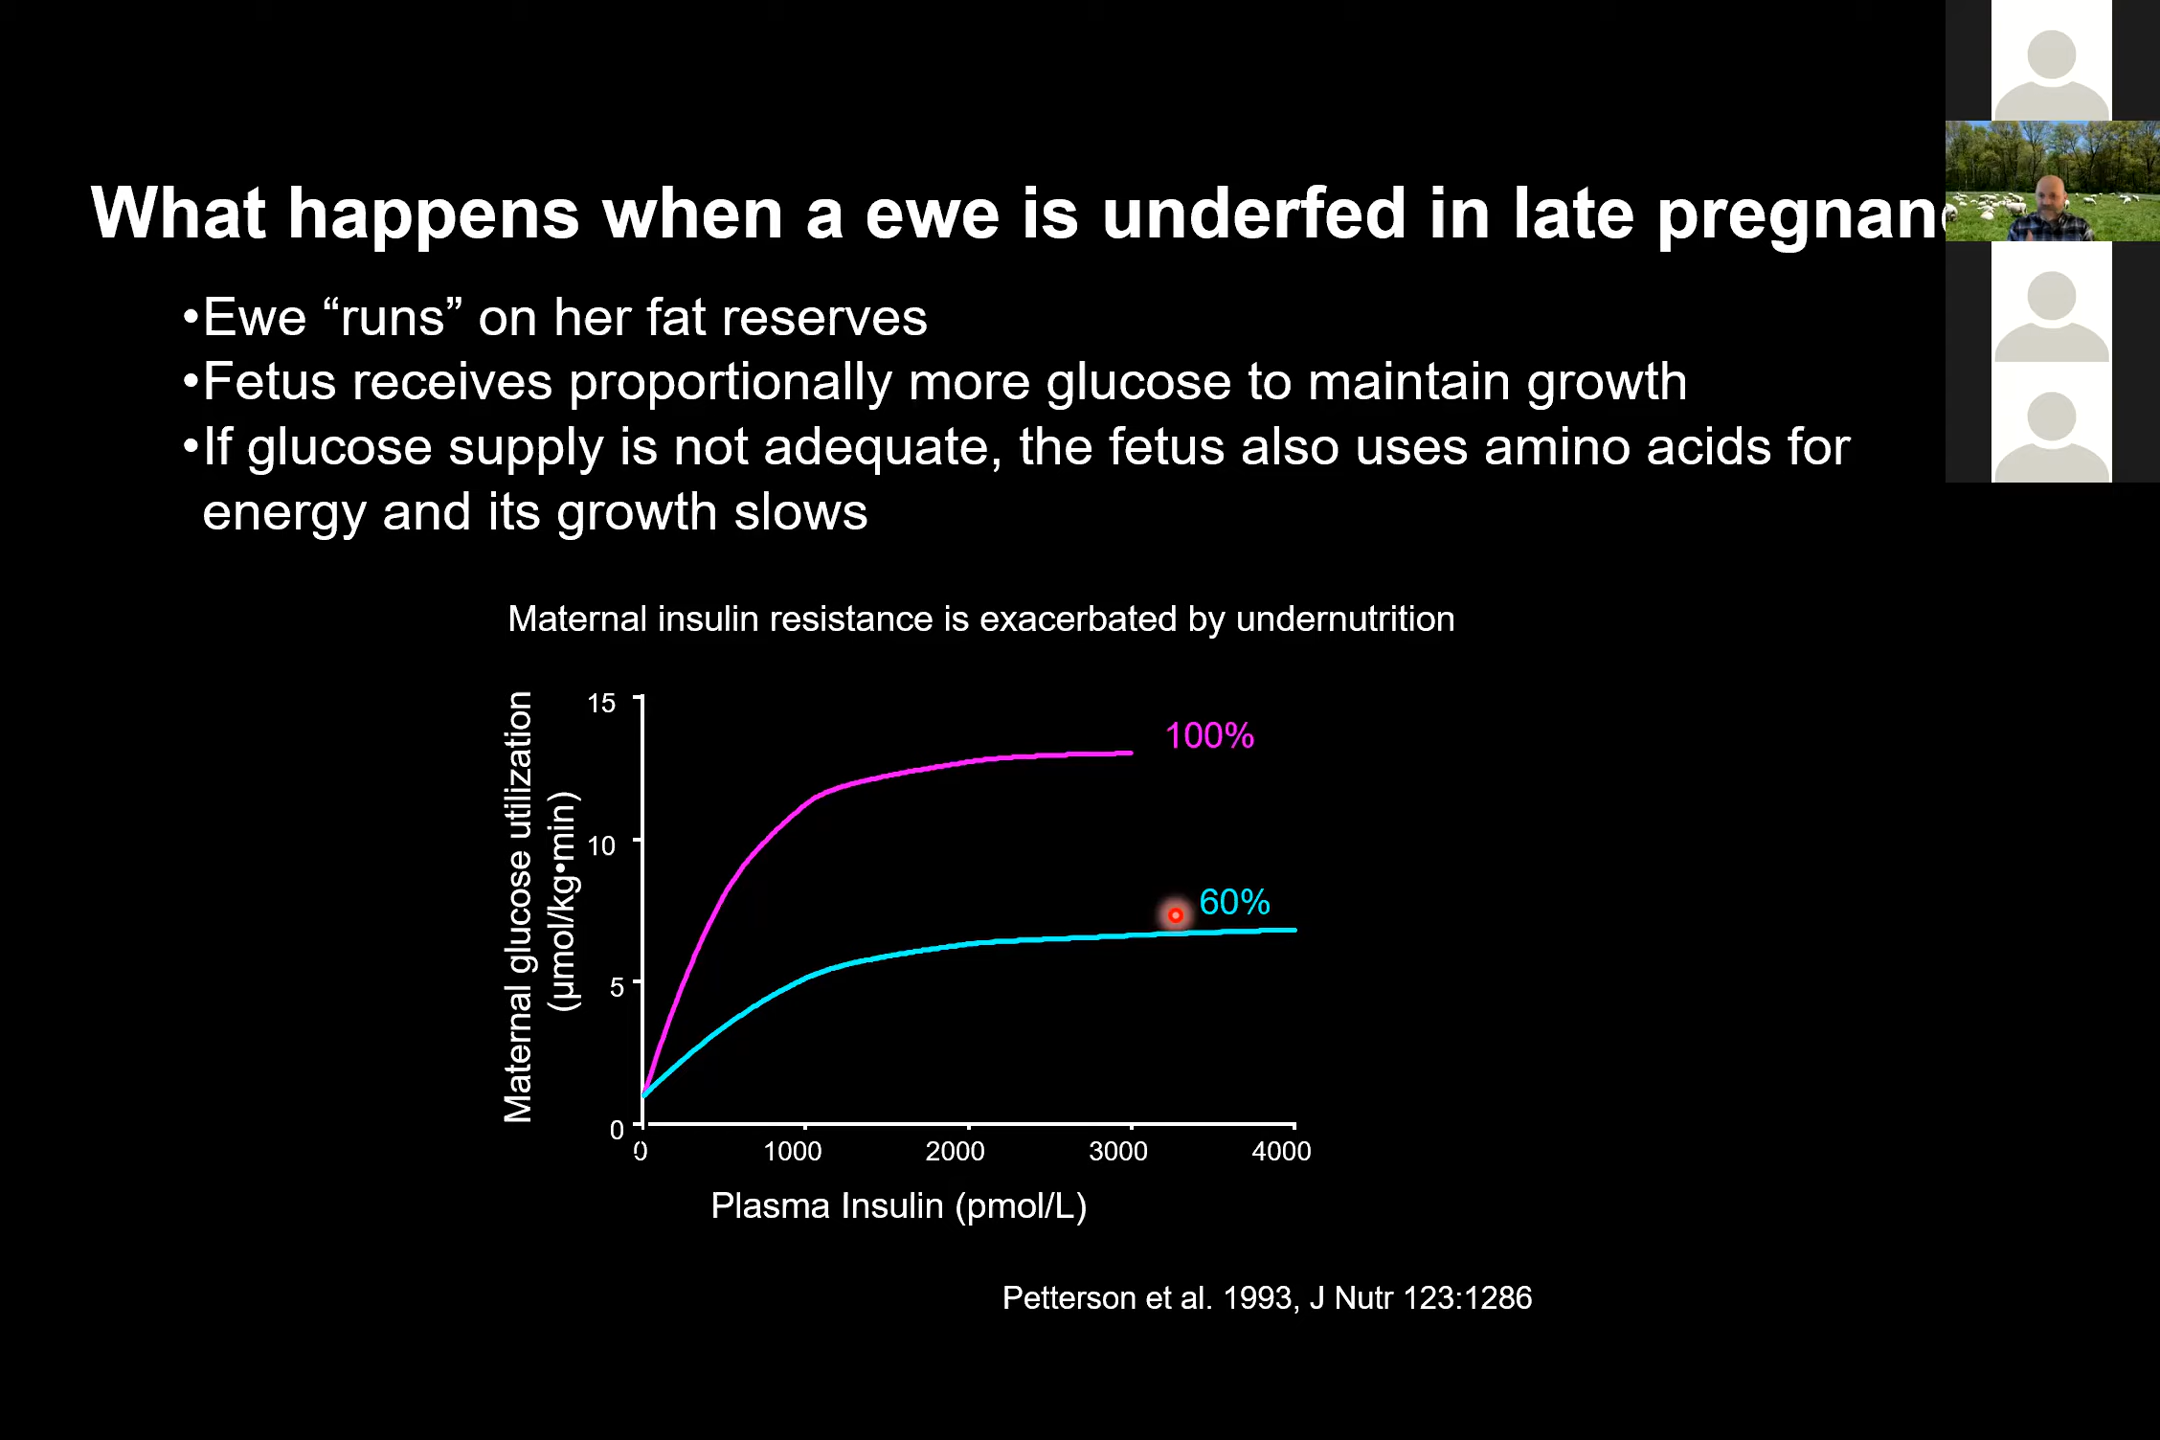 What happens when a ewe is underfed in late pregnan
•Ewe “runs” on her fat reserves
•Fetus receives proportionally more glucose to maintain growth
•If glucose supply is not adequate, the fetus also uses amino acids for
energy and its growth slows
Maternal insulin resistance is exacerbated by undernutrition
Maternal glucose utilization
(µmol/kg•min)
15
10
5
0
100%
60%
0 1000 2000 3000 4000
Plasma Insulin (pmol/L)
Petterson et al. 1993, J Nutr 123:1286